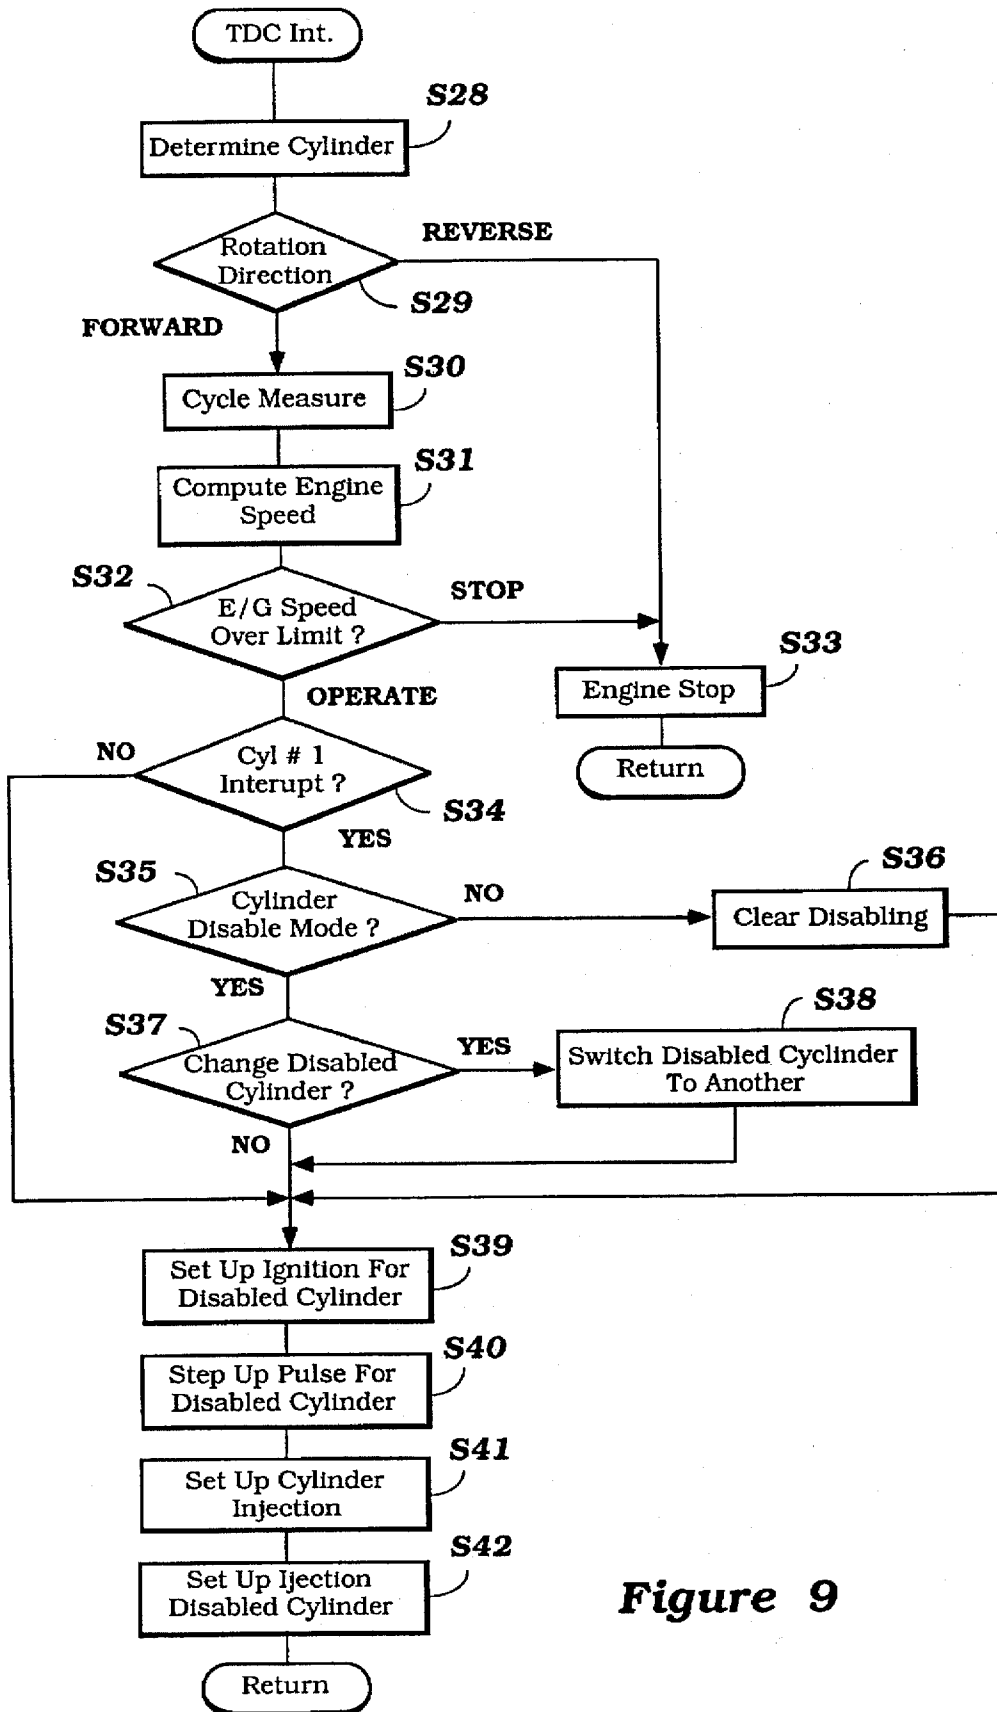 TDC Int.
S28
Determine Cylinder
REVERSE
Rotation
Direction
S29
FORWARD
S30
Cycle Measure
S31
Compute Engine
Speed
S32
STOP
E/G Speed
Over Limit ?
S33
Engine Stop
OPERATE
Return
NO
Cyl # 1
Interupt ?
S34
YES
S35
S36
Cylinder
Disable Mode ?
NO
Clear Disabling
YES
S38
S37
YES
Change Disabled
Cylinder ?
Switch Disabled Cyclinder
To Another
NO
S39
Set Up Ignition For
Disabled Cylinder
S40
Step Up Pulse For
Disabled Cylinder
S41
Set Up Cylinder
Injection
S42
Set Up Ijection
Disabled Cylinder
Figure 9
Return